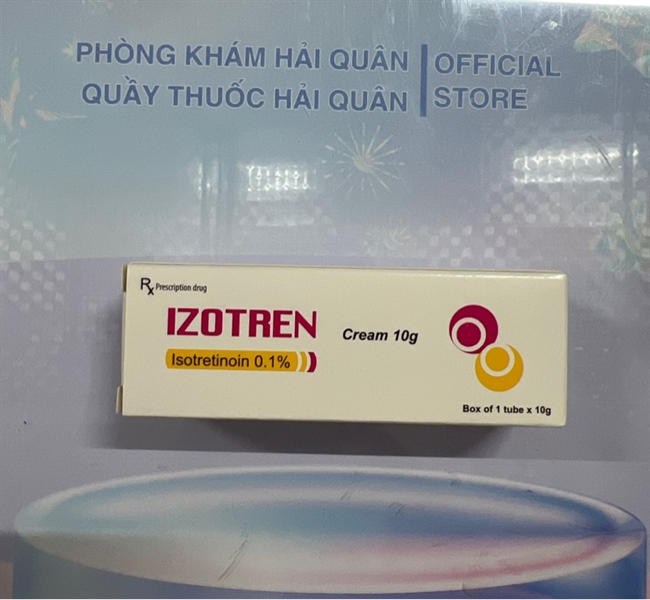 PHÒNG KHÁM HẢI QUÂN OFFICIAL
QUẦY THUỐC HẢI QUÂN STORE
Rx Prescription drug
IZOTREN
Cream 10g
Isotretinoin 0.1%
Box of 1 tube x 10g